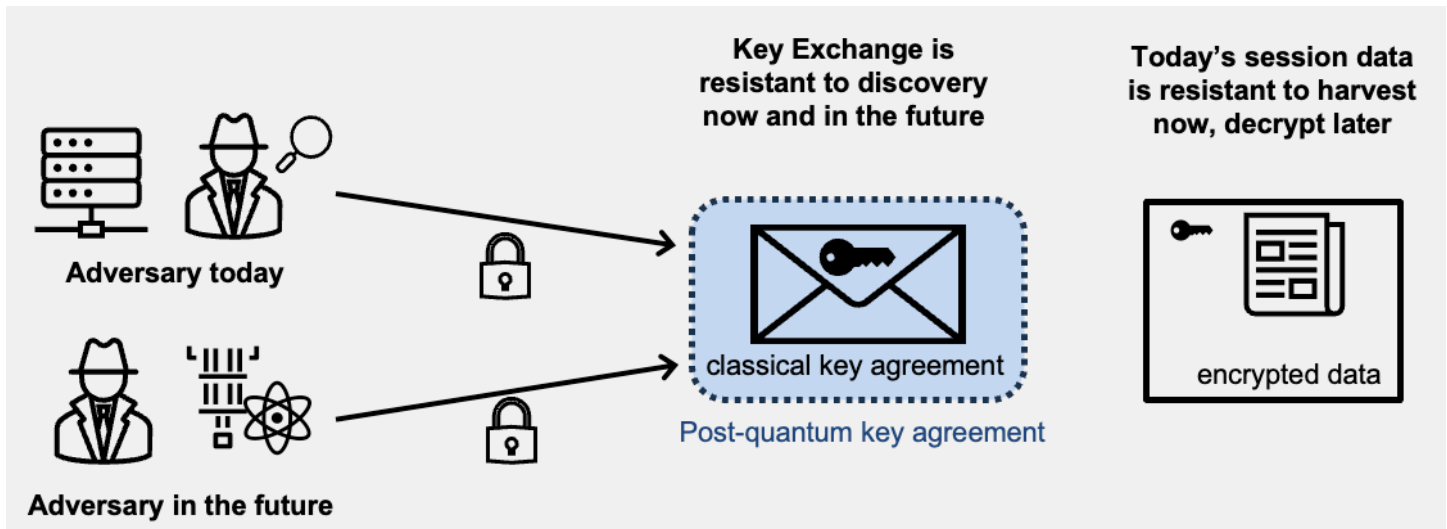 Key Exchange is
resistant to discovery
now and in the future
Today's session data
is resistant to harvest
now, decrypt later
Adversary today
classical key agreement
encrypted data
Post-quantum key agreement
Adversary in the future